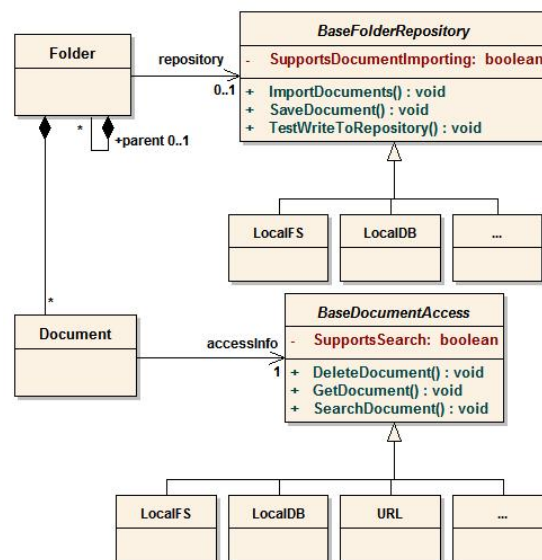 BaseFolderRepository
Folder
repository
- SupportsDocumentImporting: boolean
0..1
+ ImportDocuments() : void
+ SaveDocument() : void
+ TestWriteToRepository() : void
*
+parent 0..1
LocalFS
LocalDB
...
*
Document
BaseDocumentAccess
accessInfo
- SupportsSearch: boolean
1
+ DeleteDocument() : void
+ GetDocument() : void
+ SearchDocument() : void
LocalFS
LocalDB
URL
...